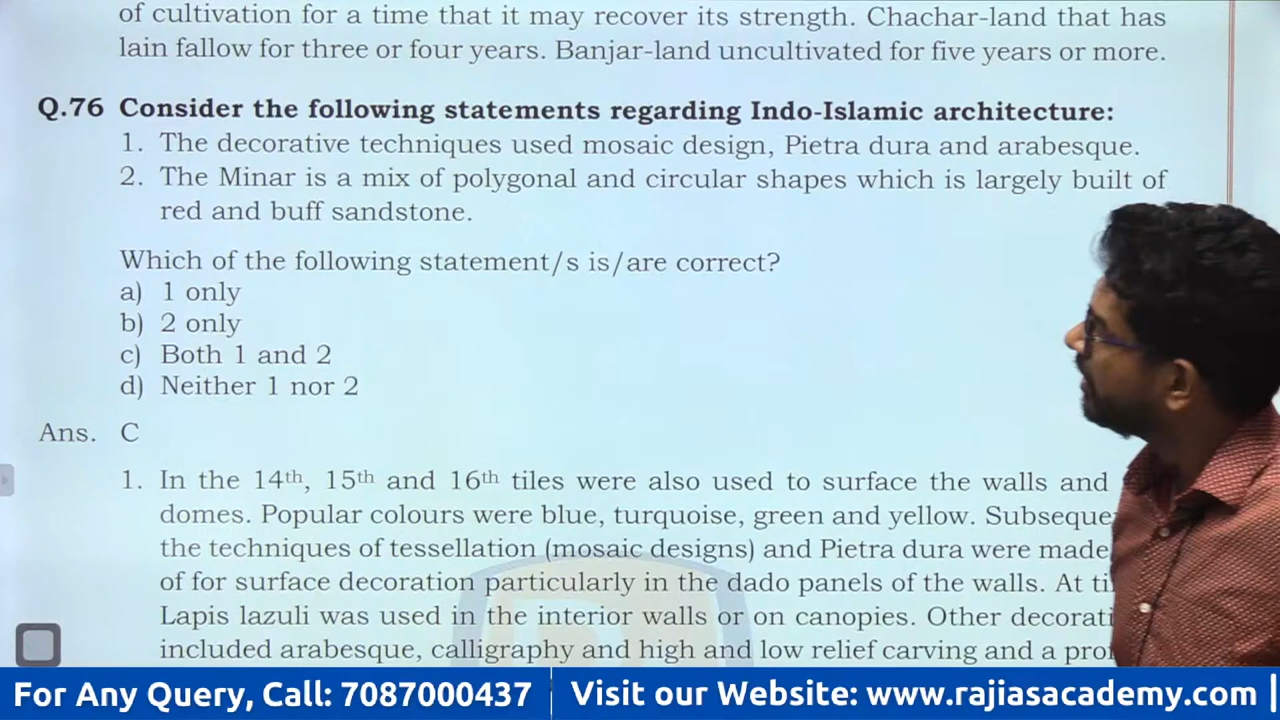 of cultivation for a time that it may recover its strength. Chachar-land that has
lain fallow for three or four years. Banjar-land uncultivated for five years or more.
Q.76 Consider the following statements regarding Indo-Islamic architecture:
1. The decorative techniques used mosaic design, Pietra dura and arabesque.
2. The Minar is a mix of polygonal and circular shapes which is largely built of
red and buff sandstone.
Which of the following statement/s is/are correct?
a) 1 only
b) 2 only
c) Both 1 and 2
d) Neither 1 nor 2
Ans. C
1. In the 14th, 15th and 16th tiles were also used to surface the walls and
domes. Popular colours were blue, turquoise, green and yellow.
the techniques of tessellation (mosaic designs) and Pietra dura were made
of for surface decoration particularly in the dado panels of the walls. At
Lapis lazuli was used in the interior walls or on canopies. Other
included arabesque, calligraphy and high and low relief carving and a
For Any Query, Call: 7087000437 | Visit our Website: www.rajiasacademy.com |